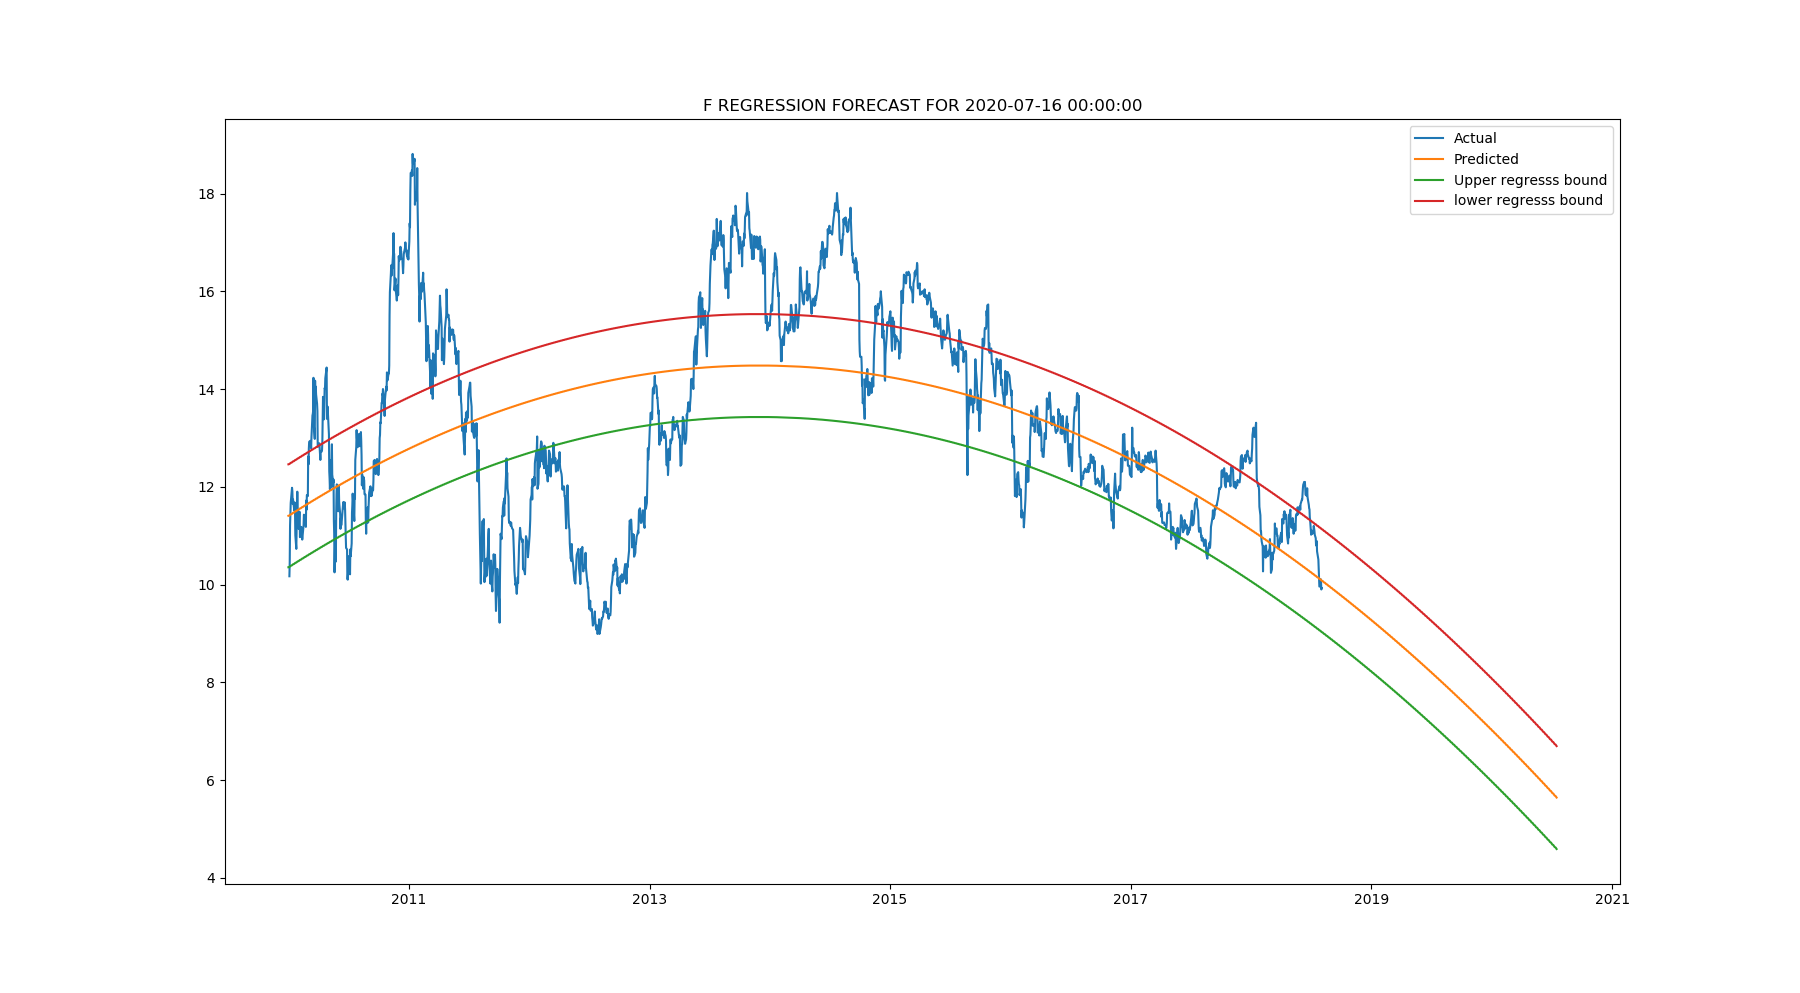 F REGRESSION FORECAST FOR 2020-07-16 00:00:00
Actual
Predicted
Upper regresss bound
lower regresss bound
18
16
14
12
10
8
6
4
2011 2013 2015 2017 2019 2021